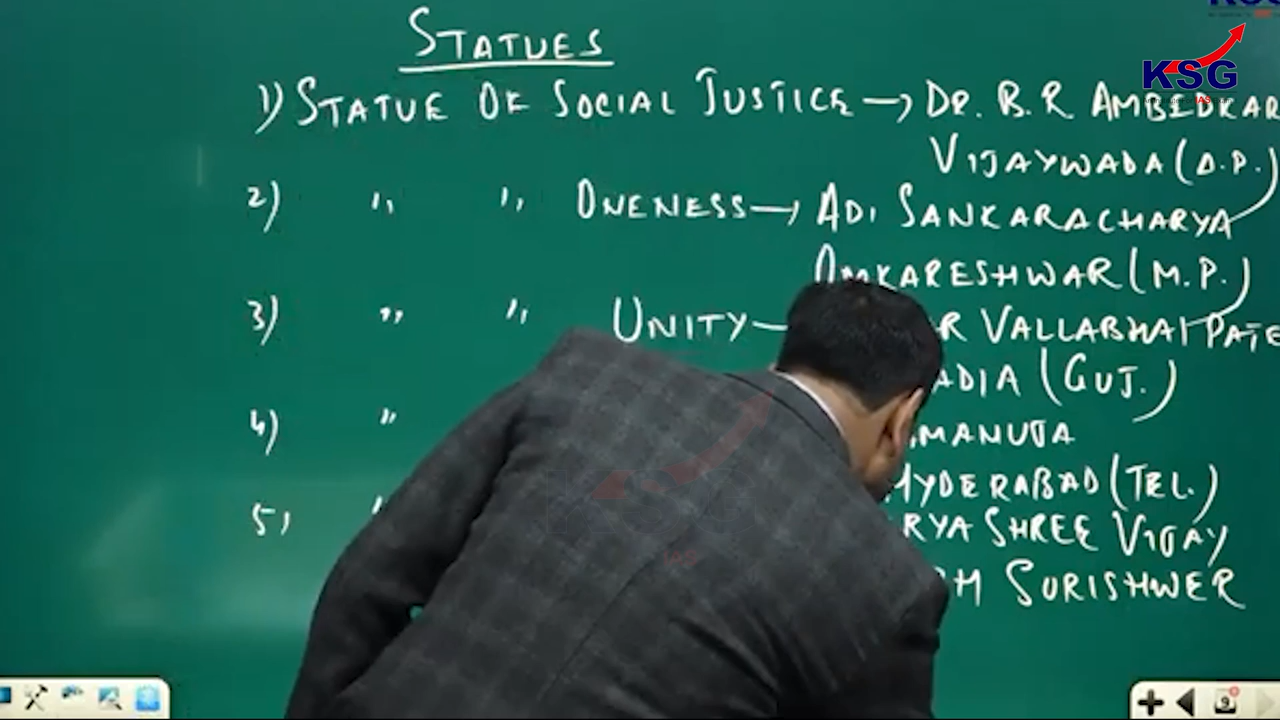 STATUES
KSG
1) STATUE OF SOCIAL JUSTICE → DR. B.R AMBEDKAR
VIJAYWADA (A.P.)
2) " " ONENESS → ADI SANKARACHARYA
OMKARESHWAR (M.P.)
3) " " UNITY — R VALLABHAI PATE
ADIA (GUJ.)
4) " MANUJA
HYDERABAD (TEL.)
5) " RYA SHREE VIJAY
SURISHWER